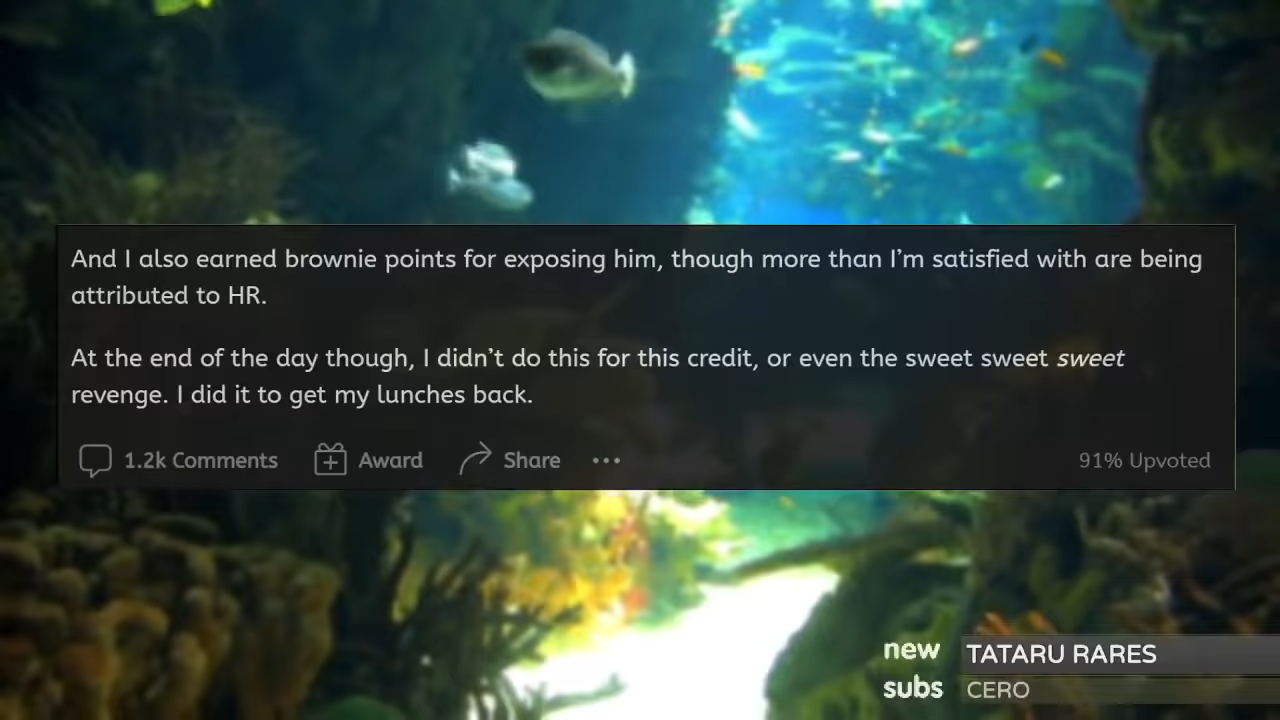 And I also earned brownie points for exposing him, though more than I’m satisfied with are being
attributed to HR.
At the end of the day though, I didn’t do this for this credit, or even the sweet sweet sweet
revenge. I did it to get my lunches back.
1.2k Comments Award Share ••• 91% Upvoted
new TATARU RARES
subs CERO